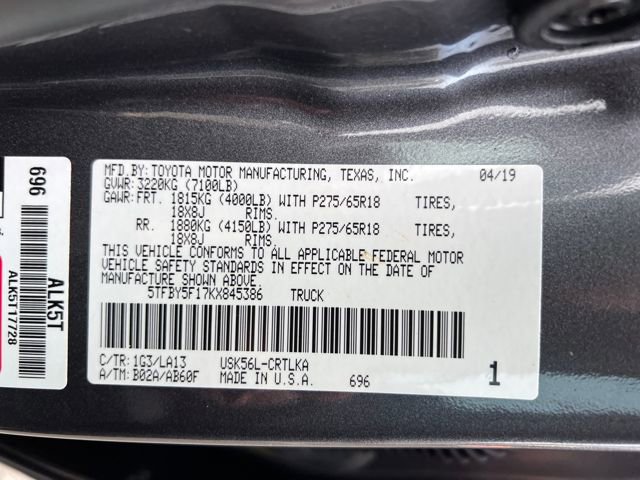 MFD.BY:TOYOTA MOTOR MANUFACTURING, TEXAS, INC. 04/19
GVWR:3220KG (7100LB)
GAWR:FRT. 1815KG (4000LB) WITH P275/65R18 TIRES,
18X8J RIMS.
RR. 1880KG (4150LB) WITH P275/65R18 TIRES,
18X8J RIMS.
THIS VEHICLE CONFORMS TO ALL APPLICABLE FEDERAL MOTOR
VEHICLE SAFETY STANDARDS IN EFFECT ON THE DATE OF
MANUFACTURE SHOWN ABOVE.
5TFBY5F17KX845386 TRUCK
C/TR:1G3/LA13 USK56L-CRTLKA
A/TM:B02A/AB60F MADE IN U.S.A. 696 1
696
ALK5T
ALK5T17728